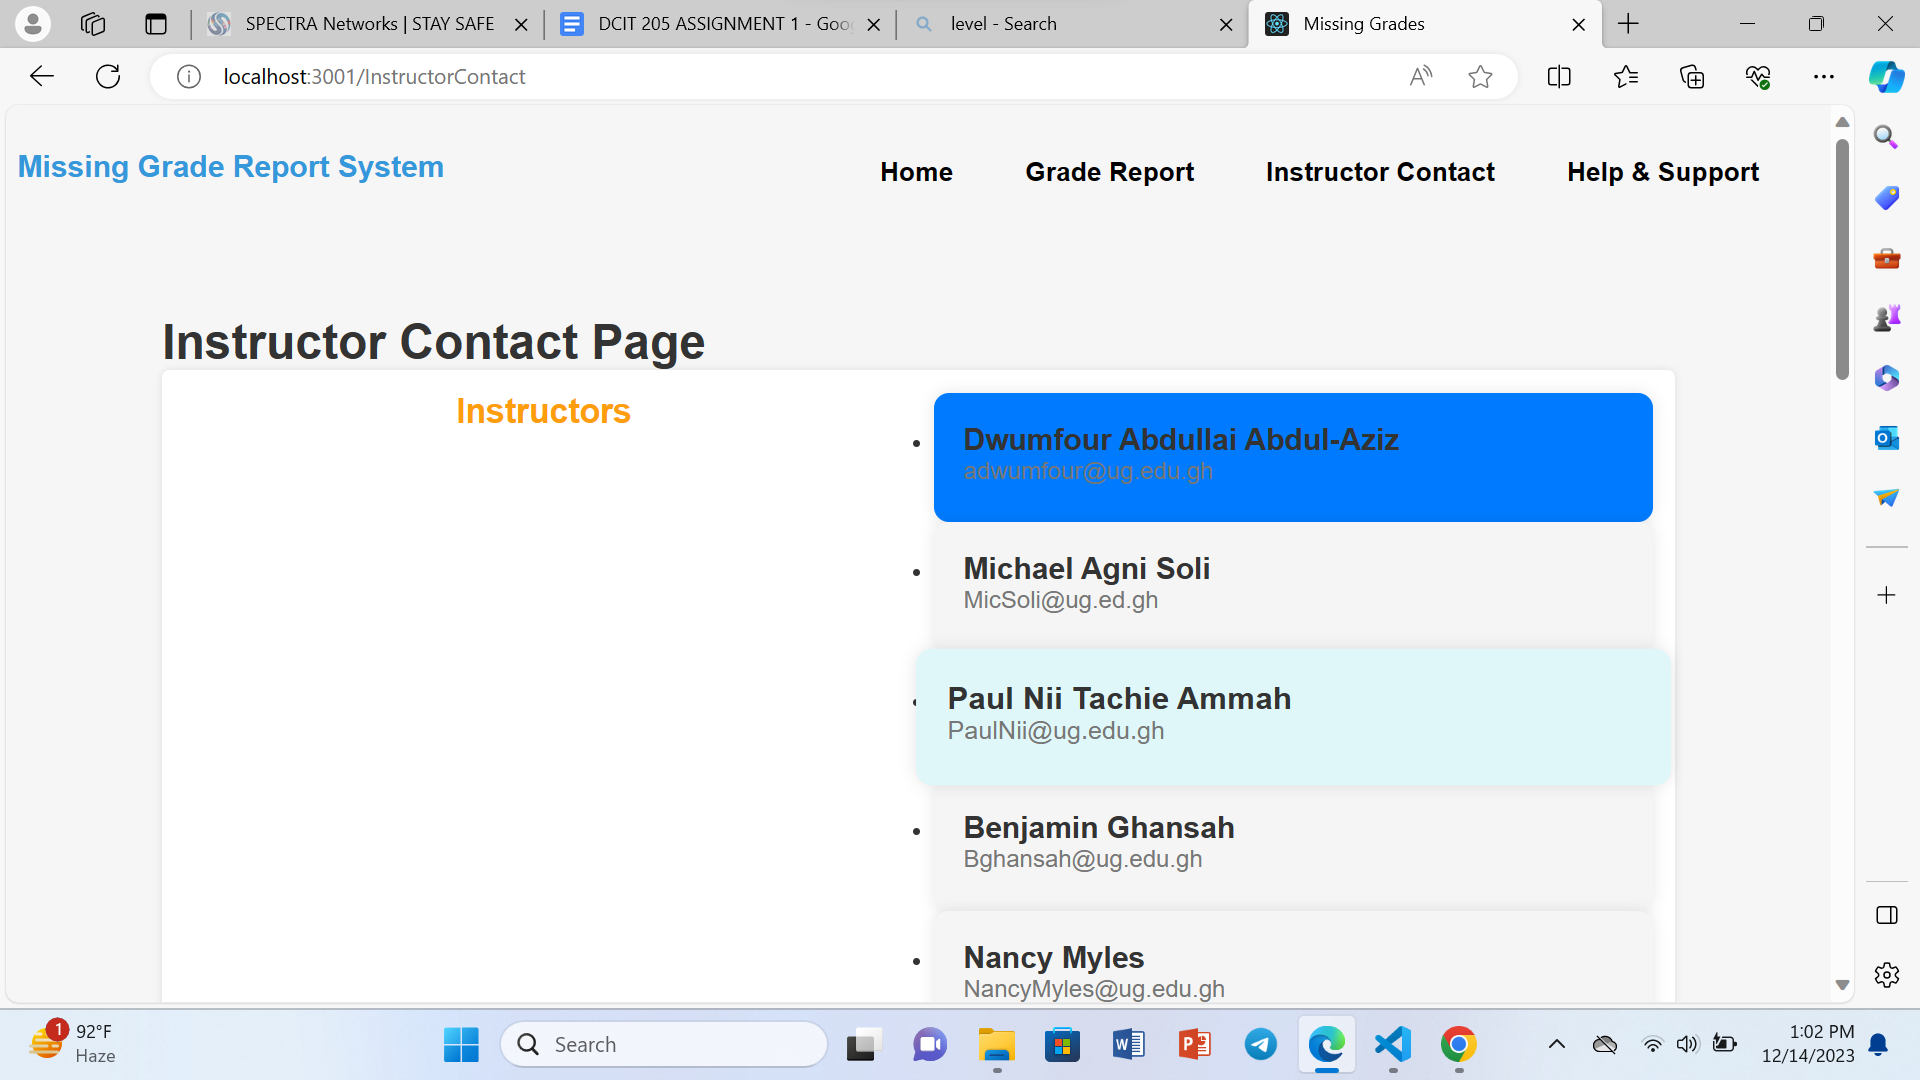 SPECTRA Networks | STAY SAFE
DCIT 205 ASSIGNMENT 1 - Goo
level - Search
Missing Grades
localhost:3001/InstructorContact
Missing Grade Report System
Home
Grade Report
Instructor Contact
Help & Support
Instructor Contact Page
Instructors
Dwumfour Abdullai Abdul-Aziz
adwumfour@ug.edu.gh
Michael Agni Soli
MicSoli@ug.ed.gh
Paul Nii Tachie Ammah
PaulNii@ug.edu.gh
Benjamin Ghansah
Bghansah@ug.edu.gh
Nancy Myles
NancyMyles@ug.edu.gh
1
92°F
Haze
Search
1:02 PM
12/14/2023